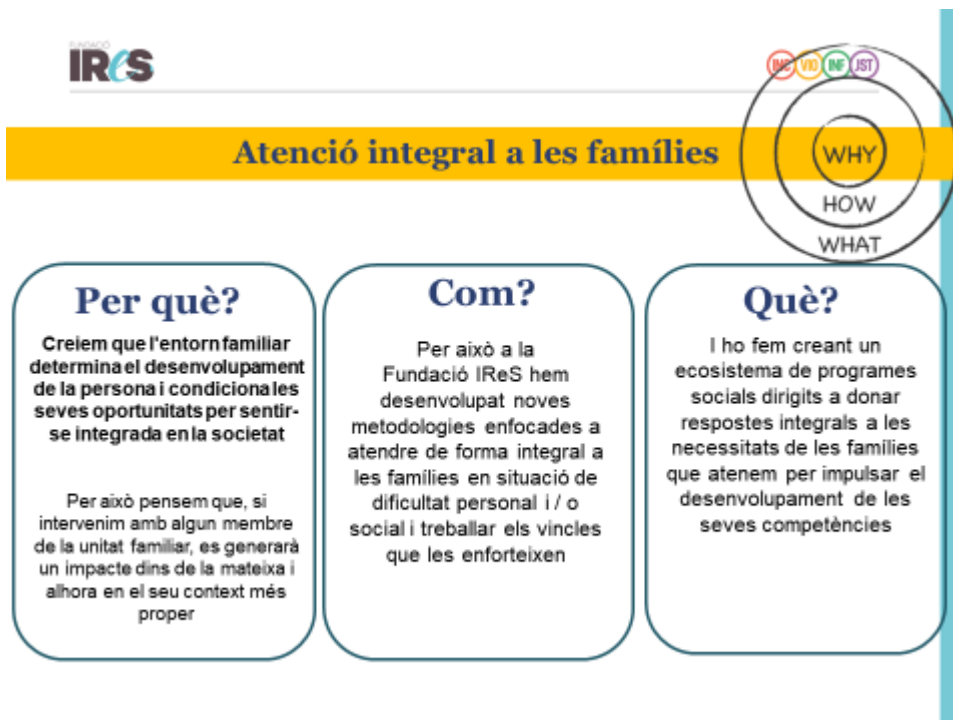 FUNDACIÓ
IReS
INC VIO INF JST
Atenció integral a les famílies
WHY
HOW
WHAT
Per què?
Creiem que l'entorn familiar
determina el desenvolupament
de la persona i condiciona les
seves oportunitats per sentir-
se integrada en la societat
Per això pensem que, si
intervenim amb algun membre
de la unitat familiar, es generarà
un impacte dins de la mateixa i
alhora en el seu context més
proper
Com?
Per això a la
Fundació IReS hem
desenvolupat noves
metodologies enfocades a
atendre de forma integral a
les famílies en situació de
dificultat personal i / o
social i treballar els vincles
que les enforteixen
Què?
I ho fem creant un
ecosistema de programes
socials dirigits a donar
respostes integrals a les
necessitats de les famílies
que atenem per impulsar el
desenvolupament de les
seves competències